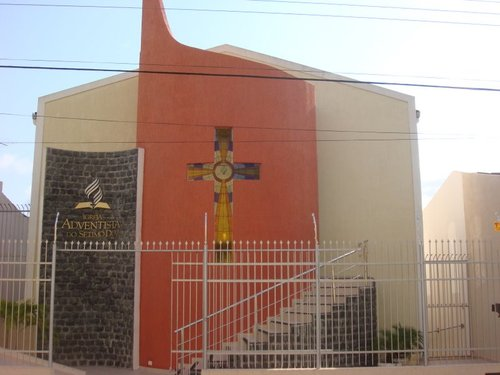 IGREJA
ADVENTISTA
DO SÉTIMO DIA